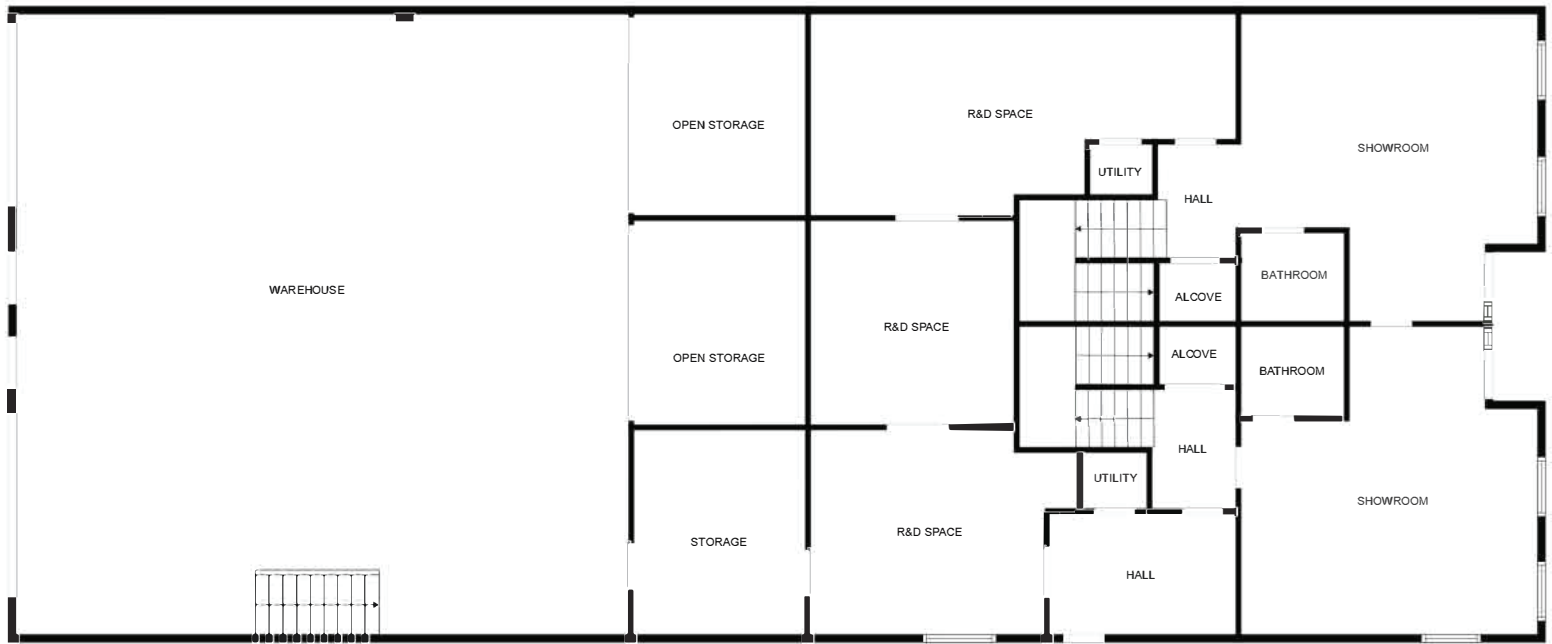 R&D SPACE
OPEN STORAGE
SHOWROOM
UTILITY
HALL
BATHROOM
WAREHOUSE
ALCOVE
R&D SPACE
OPEN STORAGE
ALCOVE
BATHROOM
HALL
UTILITY
SHOWROOM
R&D SPACE
STORAGE
HALL